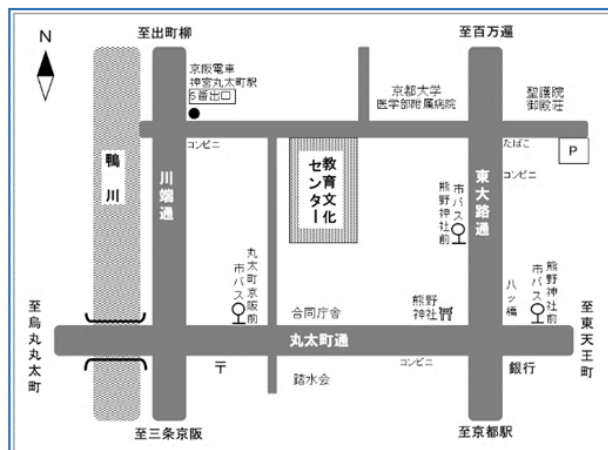 至出町柳
至百万遍
N
京阪電車
神宮丸太町駅
5番出口
京都大学
医学部附属病院
聖護院
御殿荘
コンビニ
たばこ
P
鴨川
川端通
教育文化
センター
東大路通
コンビニ
市バス
熊野神社前
丸太町京阪前
市バス
合同庁舎
熊野
神社
八ッ橋
市バス
熊野神社前
至烏丸丸太町
丸太町通
至東天王町
〒
踏水会
コンビニ
銀行
至三条京阪
至京都駅